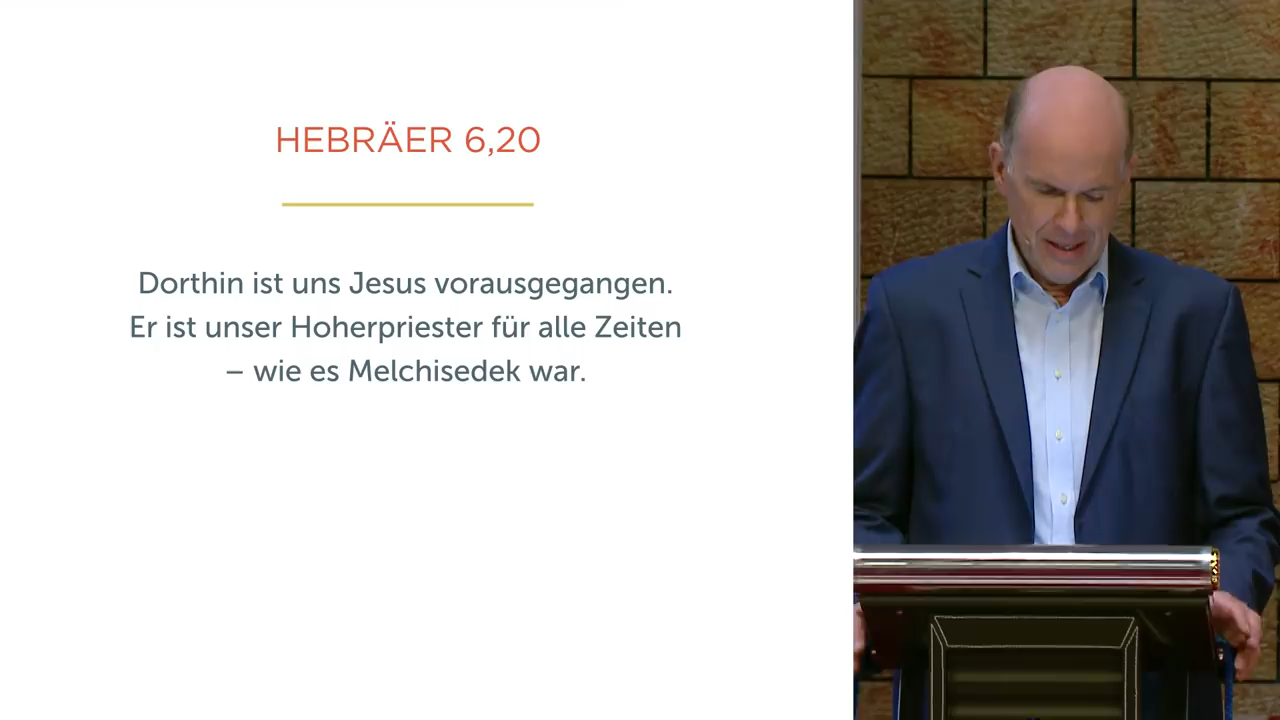 HEBRÄER 6,20
Dorthin ist uns Jesus vorausgegangen.
Er ist unser Hoherpriester für alle Zeiten
– wie es Melchisedek war.